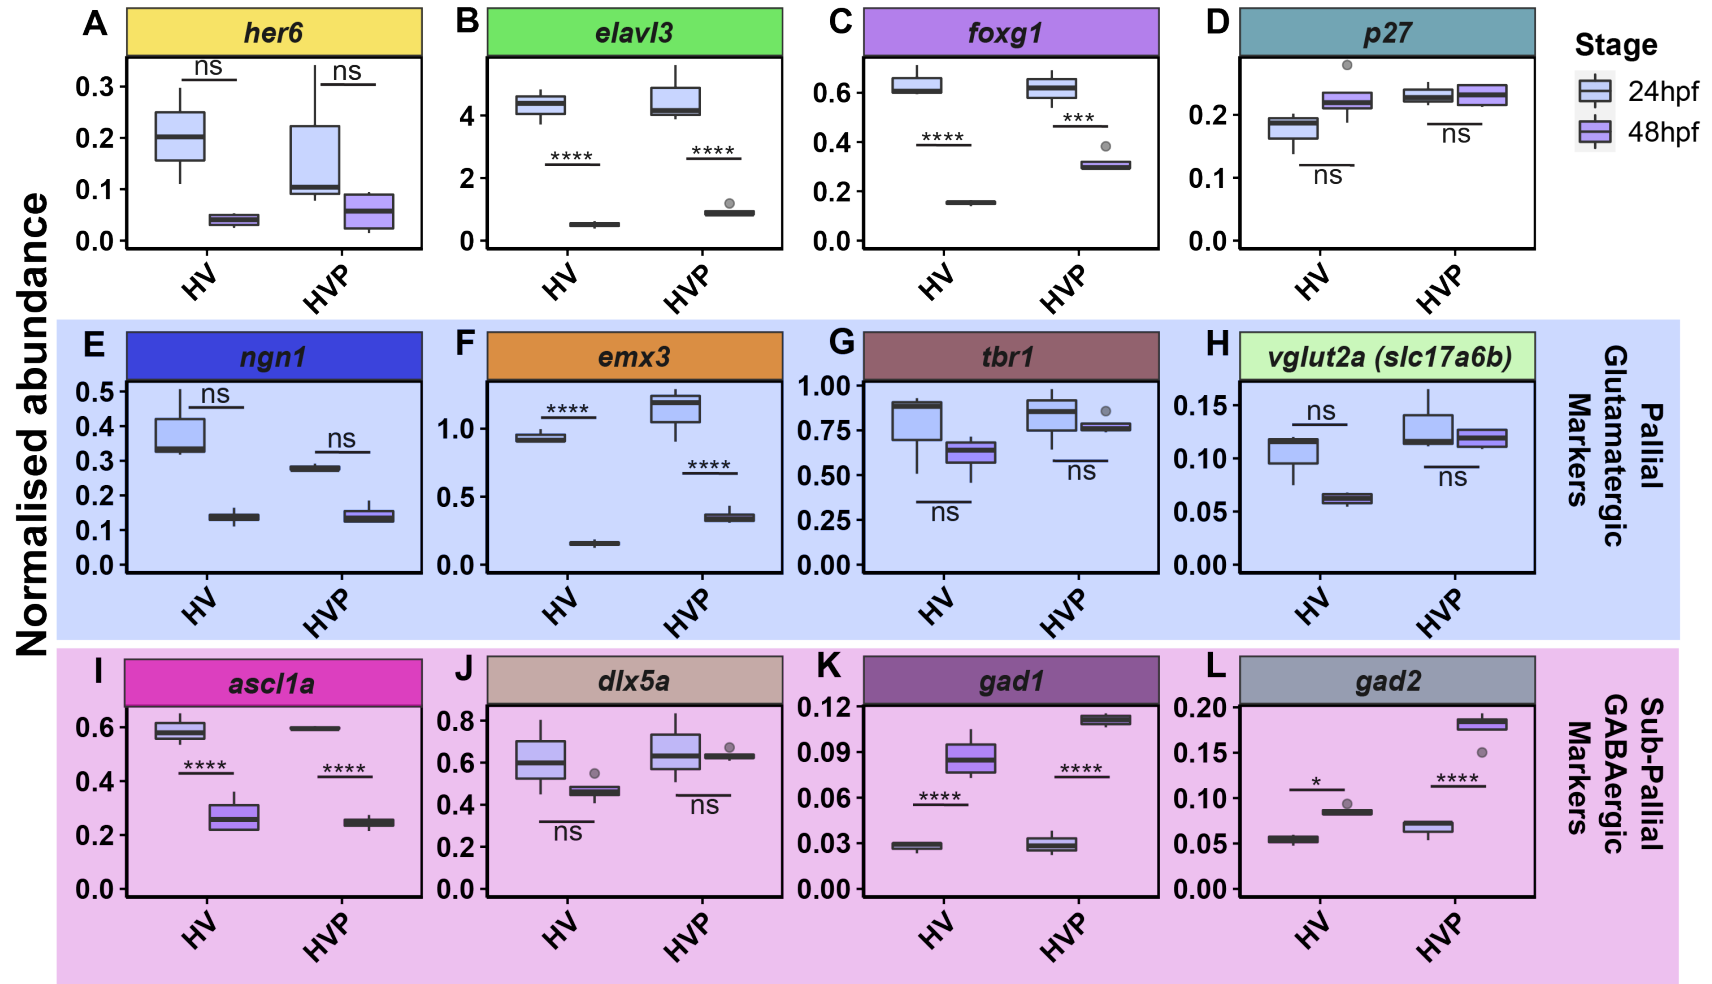 A
her6
ns
ns
0.3
0.2
0.1
0.0
HV
HVP
B
elavl3
****
****
4
2
0
HV
HVP
C
foxg1
****
***
0.6
0.4
0.2
0.0
HV
HVP
D
p27
ns
ns
0.2
0.1
0.0
HV
HVP
Stage
24hpf
48hpf
Normalised abundance
E
ngn1
ns
ns
0.5
0.4
0.3
0.2
0.1
0.0
HV
HVP
F
emx3
****
****
1.0
0.5
0.0
HV
HVP
G
tbr1
ns
ns
1.00
0.75
0.50
0.25
0.00
HV
HVP
H
vglut2a (slc17a6b)
ns
ns
0.15
0.10
0.05
0.00
HV
HVP
Pallial
Glutamatergic
Markers
I
ascl1a
****
****
0.6
0.4
0.2
0.0
HV
HVP
J
dlx5a
ns
ns
0.8
0.6
0.4
0.2
0.0
HV
HVP
K
gad1
****
****
0.12
0.09
0.06
0.03
0.00
HV
HVP
L
gad2
*
****
0.20
0.15
0.10
0.05
0.00
HV
HVP
Sub-Pallial
GABAergic
Markers